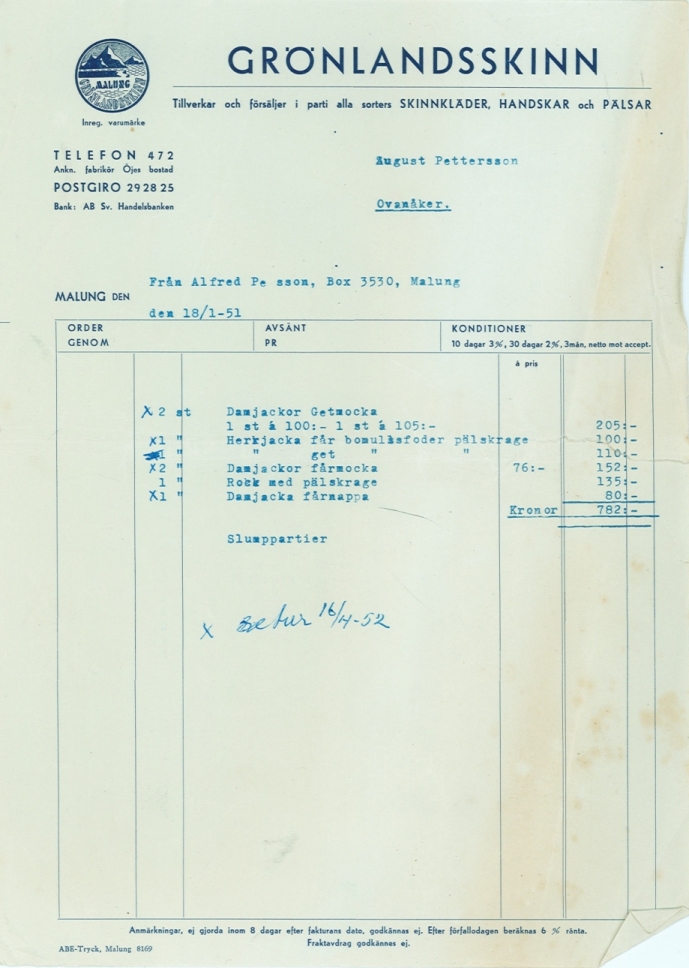 GRÖNLANDSSKINN
MALUNG
GRÖNLANDSSKINN
Inreg. varumärke
Tillverkar och försäljer i parti alla sorters SKINNKLÄDER, HANDSKAR och PÄLSAR
TELEFON 472
Ankn. fabrikör Öjes bostad
POSTGIRO 29 28 25
Bank: AB Sv. Handelsbanken
August Pettersson
Ovanåker.
Från Alfred Pe sson, Box 3530, Malung
MALUNG DEN
den 18/1-51
ORDER GENOM
AVSÄNT PR
KONDITIONER
10 dagar 3%, 30 dagar 2%, 3mån, netto mot accept.
à pris
x 2 st Damjackor Getmocka
1 st á 100:- 1 st á 105:- 205:-
x1 " Herkjacka får bomullsfoder pälskrage 100:-
1 " " get " " 110:-
x2 " Damjackor fårmocka 76:- 152:-
1 " Rock med pälskrage 135:-
x1 " Damjacka fårnappa 80:-
Kronor 782:-
Slumppartier
x retur 16/4-52
Anmärkningar, ej gjorda inom 8 dagar efter fakturans dato, godkännas ej. Efter förfallodagen beräknas 6 % ränta.
Fraktavdrag godkännes ej.
ABE-Tryck, Malung 8169